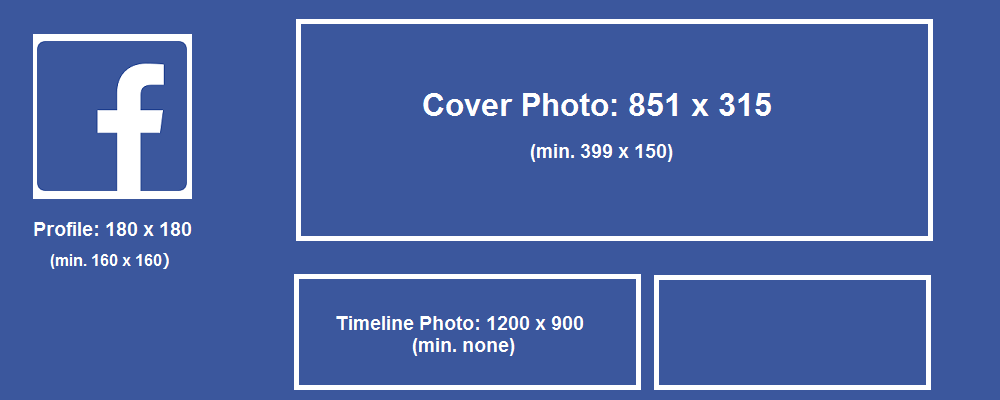 f
Profile: 180 x 180
(min. 160 x 160)
Cover Photo: 851 x 315
(min. 399 x 150)
Timeline Photo: 1200 x 900
(min. none)